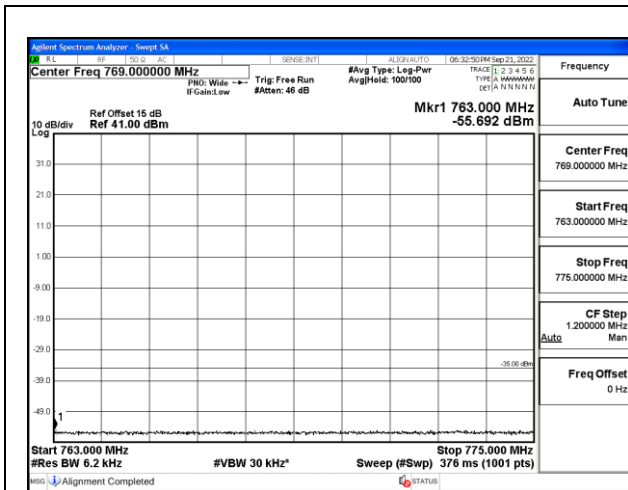 Agilent Spectrum Analyzer - Swept SA
RL RF 50 Ω AC SENSE:INT ALIGN AUTO 06:32:50 PM Sep 21, 2022
Center Freq 769.000000 MHz
PNO: Wide
IFGain:Low
Trig: Free Run
#Atten: 46 dB
#Avg Type: Log-Pwr
Avg|Hold: 100/100
TRACE 1 2 3 4 5 6
TYPE A WWWWW
DET A N N N N N
Ref Offset 15 dB
10 dB/div Ref 41.00 dBm
Log
Mkr1 763.000 MHz
-55.692 dBm
31.0
21.0
11.0
1.00
-9.00
-19.0
-29.0
-35.00 dBm
-39.0
-49.0
1
Start 763.000 MHz Stop 775.000 MHz
#Res BW 6.2 kHz #VBW 30 kHz* Sweep (#Swp) 376 ms (1001 pts)
MSG Alignment Completed STATUS
Frequency
Auto Tune
Center Freq
769.000000 MHz
Start Freq
763.000000 MHz
Stop Freq
775.000000 MHz
CF Step
1.200000 MHz
Auto Man
Freq Offset
0 Hz